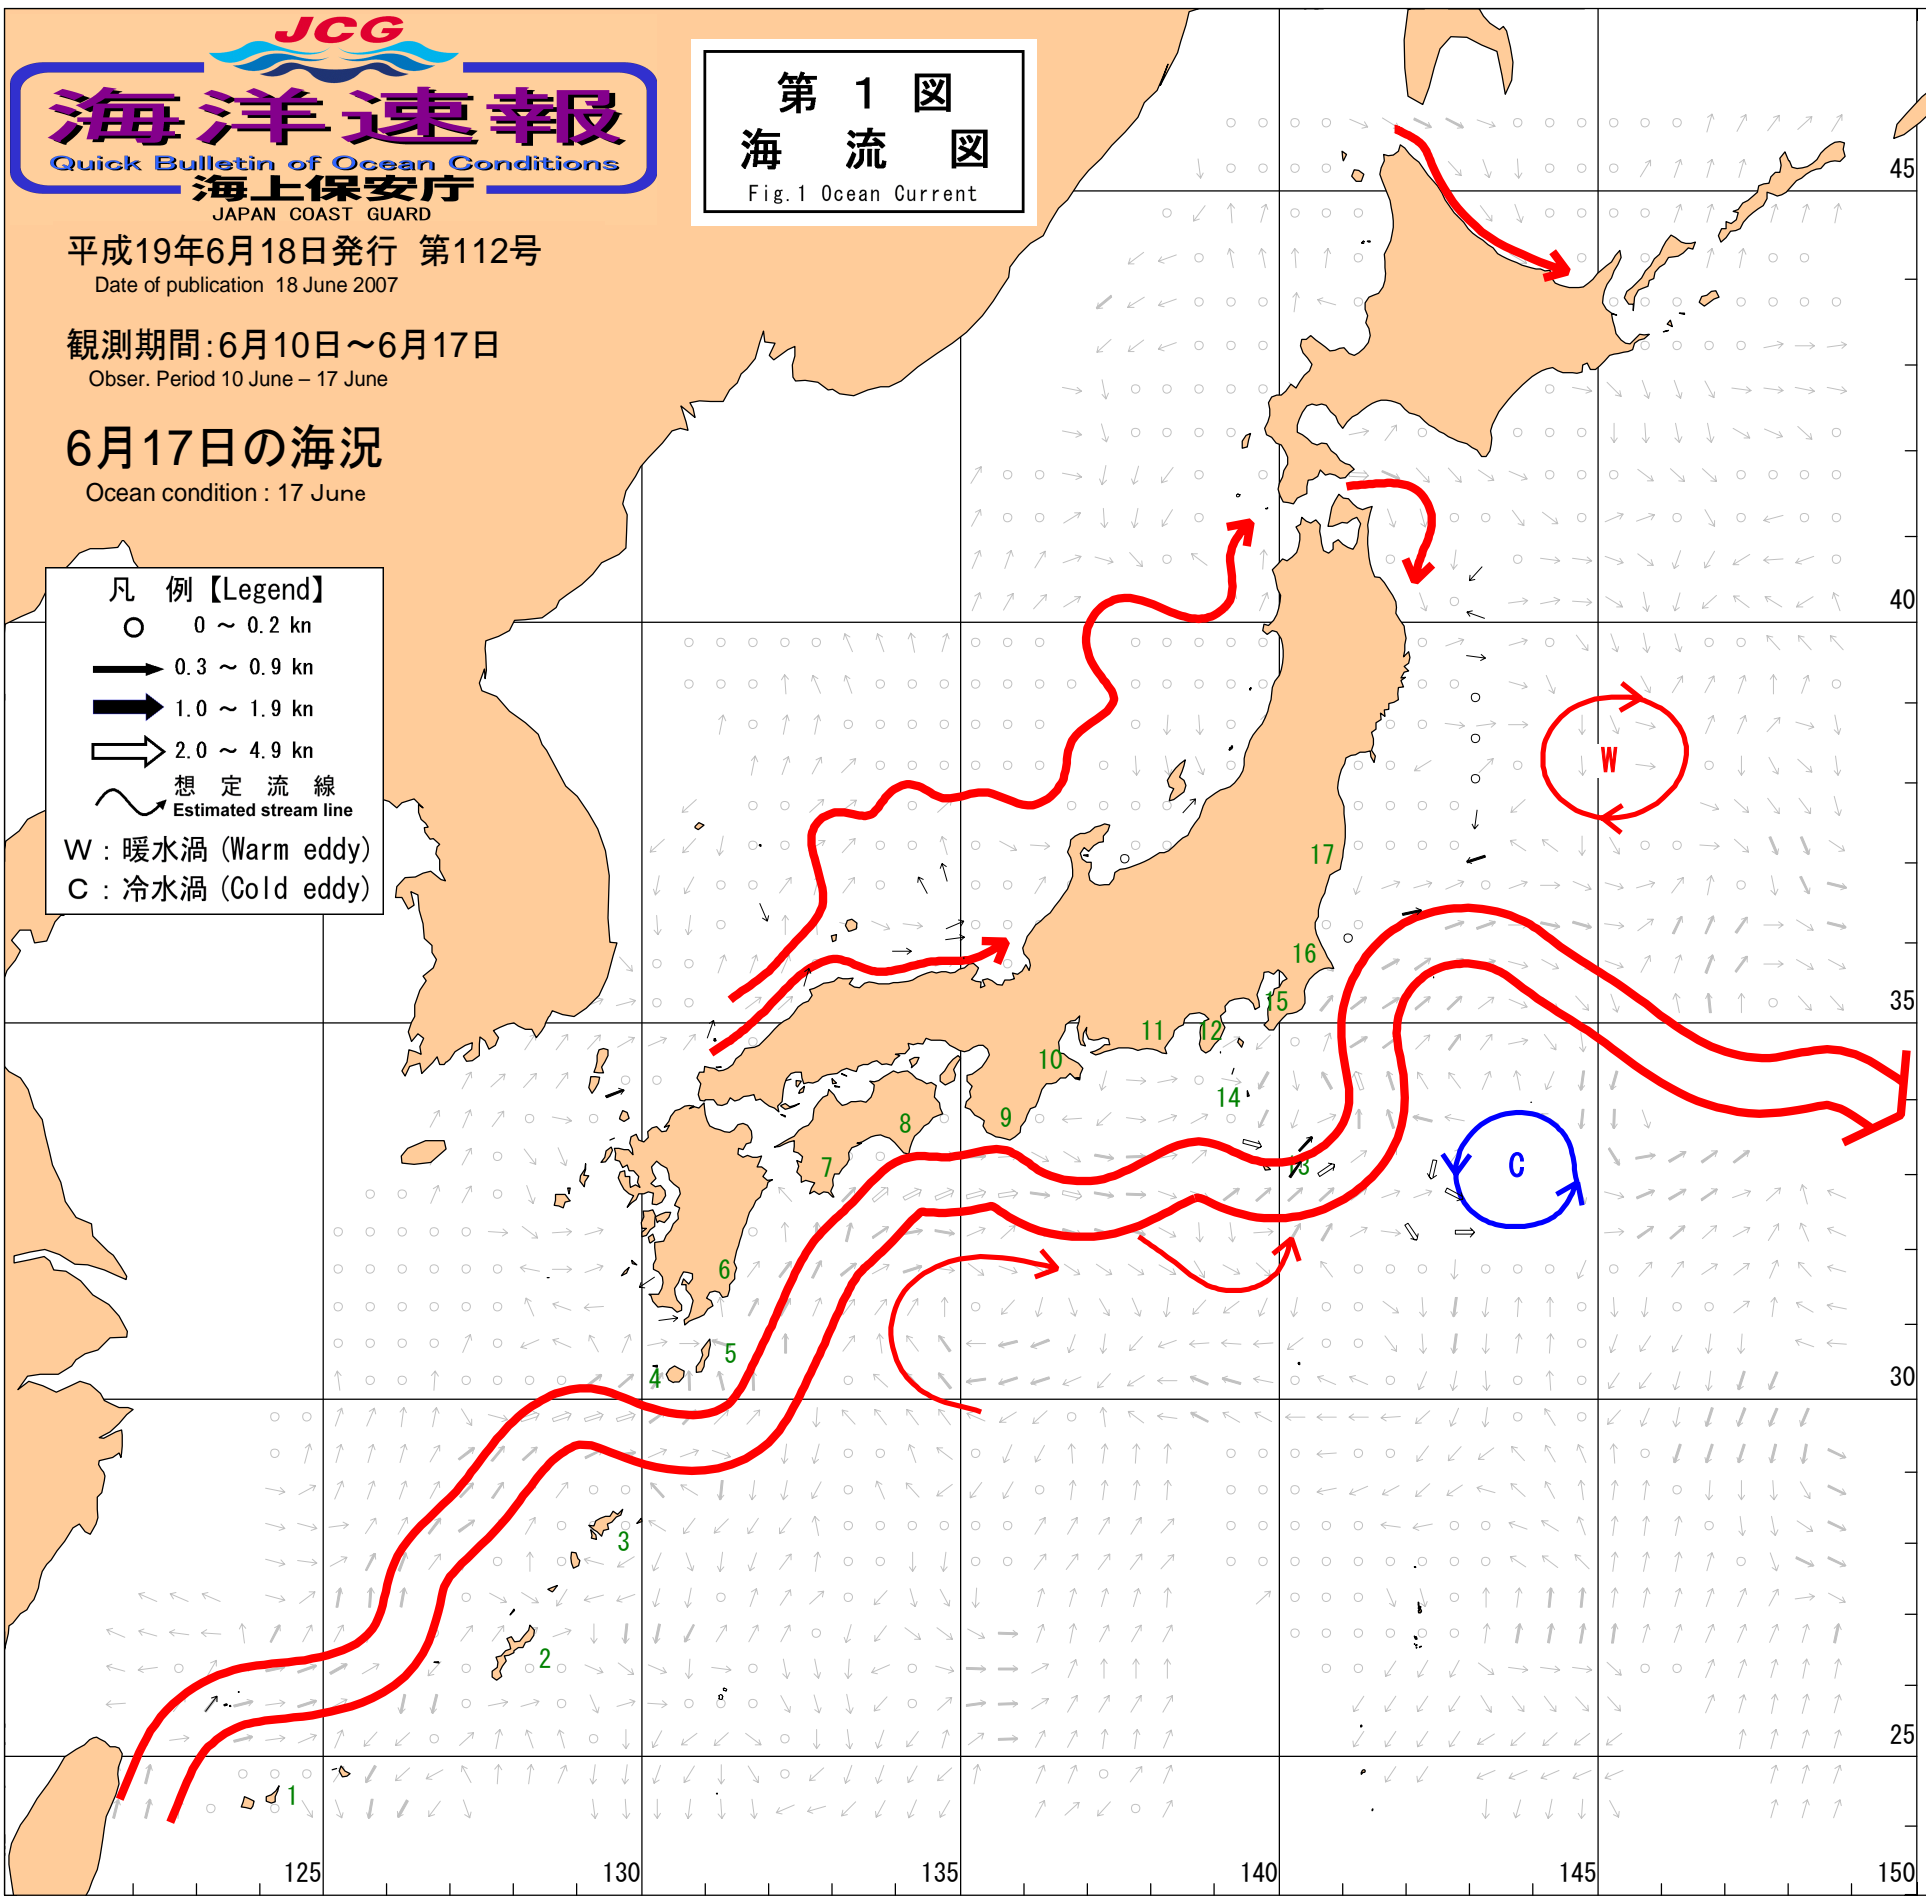 JCG
海洋速報
Quick Bulletin of Ocean Conditions
海上保安庁
JAPAN COAST GUARD
平成19年6月18日発行 第112号
Date of publication 18 June 2007
観測期間:6月10日～6月17日
Obser. Period 10 June – 17 June
6月17日の海況
Ocean condition : 17 June
第 1 図
海 流 図
Fig.1 Ocean Current
凡 例【Legend】
0 ～ 0.2 kn
0.3 ～ 0.9 kn
1.0 ～ 1.9 kn
2.0 ～ 4.9 kn
想 定 流 線
Estimated stream line
W : 暖水渦 (Warm eddy)
C : 冷水渦 (Cold eddy)
45
40
W
17
16
35
15
12
11
10
14
9
8
7
13
C
6
5
4
30
3
2
25
1
125
130
135
140
145
150